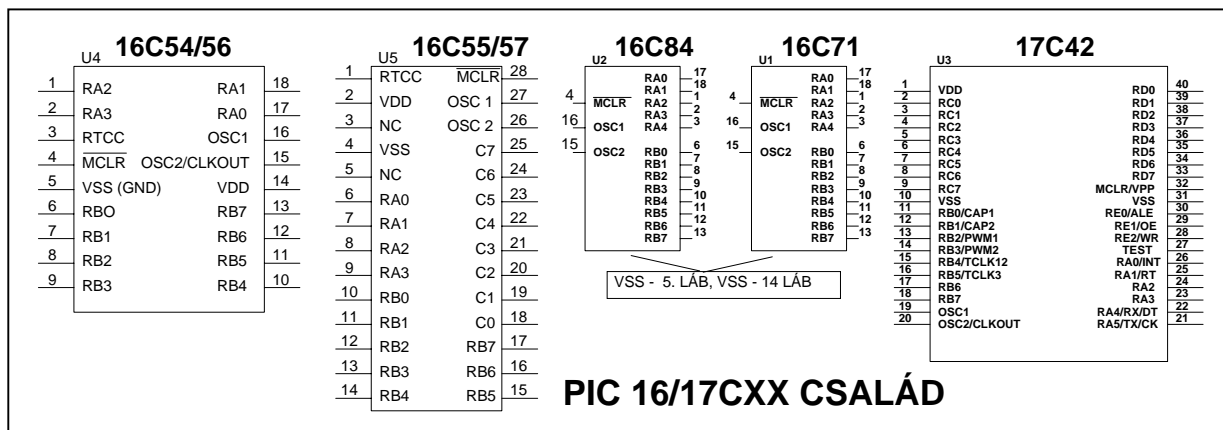 16C54/56
U4
1 RA2 RA1 18
2 RA3 RA0 17
3 RTCC OSC1 16
4 MCLR OSC2/CLKOUT 15
5 VSS (GND) VDD 14
6 RBO RB7 13
7 RB1 RB6 12
8 RB2 RB5 11
9 RB3 RB4 10
16C55/57
U5
1 RTCC MCLR 28
2 VDD OSC 1 27
3 NC OSC 2 26
4 VSS C7 25
5 NC C6 24
6 RA0 C5 23
7 RA1 C4 22
8 RA2 C3 21
9 RA3 C2 20
10 RB0 C1 19
11 RB1 C0 18
12 RB2 RB7 17
13 RB3 RB6 16
14 RB4 RB5 15
16C84
U2
RA0 17
RA1 18
4 MCLR RA2 1
RA3 2
16 OSC1 RA4 3
15 OSC2 RB0 6
RB1 7
RB2 8
RB3 9
RB4 10
RB5 11
RB6 12
RB7 13
16C71
U1
RA0 17
RA1 18
4 MCLR RA2 1
RA3 2
16 OSC1 RA4 3
15 OSC2 RB0 6
RB1 7
RB2 8
RB3 9
RB4 10
RB5 11
RB6 12
RB7 13
VSS - 5. LÁB, VSS - 14 LÁB
17C42
U3
1 VDD RD0 40
2 RC0 RD1 39
3 RC1 RD2 38
4 RC2 RD3 37
5 RC3 RD4 36
6 RC4 RD5 35
7 RC5 RD6 34
8 RC6 RD7 33
9 RC7 MCLR/VPP 32
10 VSS VSS 31
11 RB0/CAP1 RE0/ALE 30
12 RB1/CAP2 RE1/OE 29
13 RB2/PWM1 RE2/WR 28
14 RB3/PWM2 TEST 27
15 RB4/TCLK12 RA0/INT 26
16 RB5/TCLK3 RA1/RT 25
17 RB6 RA2 24
18 RB7 RA3 23
19 OSC1 RA4/RX/DT 22
20 OSC2/CLKOUT RA5/TX/CK 21
PIC 16/17CXX CSALÁD